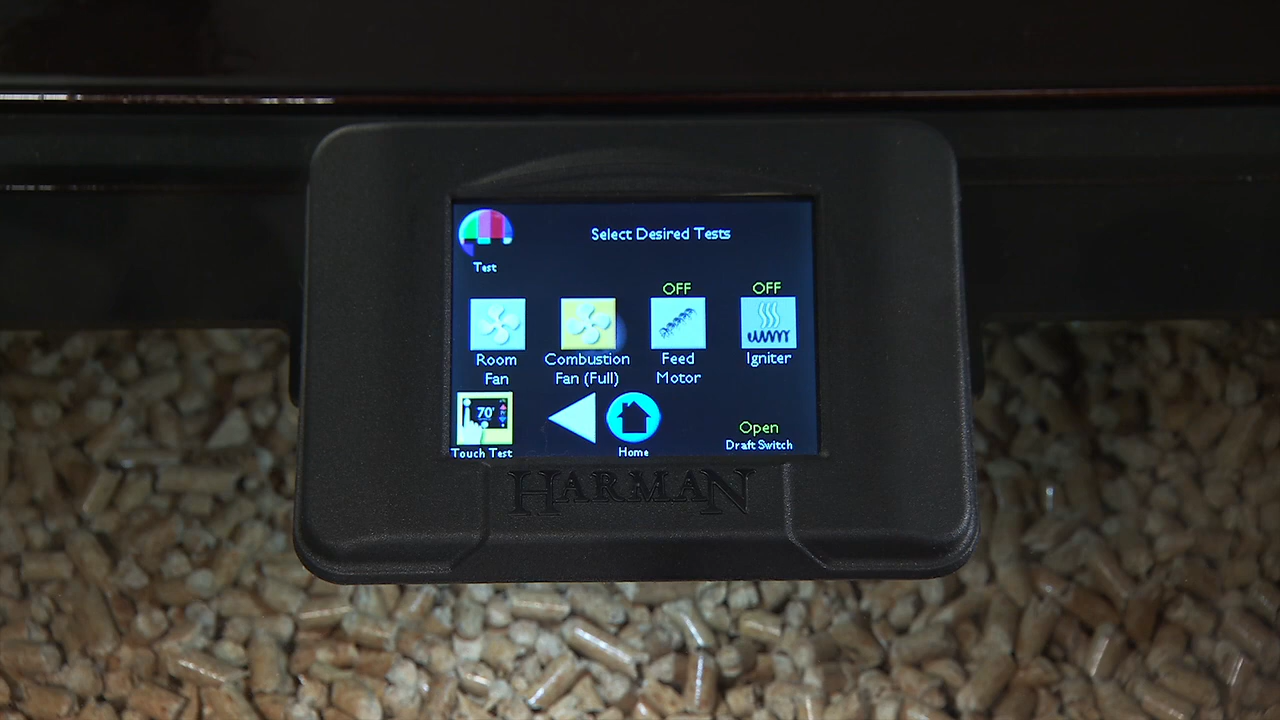 Select Desired Tests
Test
OFF
OFF
Room
Fan
Combustion
Fan (Full)
Feed
Motor
Igniter
70°
Touch Test
Home
Open
Draft Switch
HARMAN